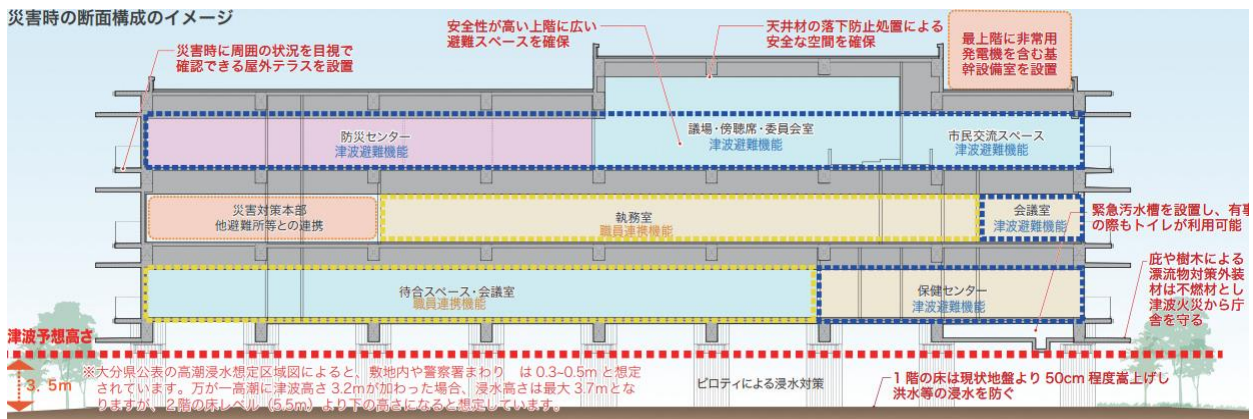 災害時の断面構成のイメージ
災害時に周囲の状況を目視で
確認できる屋外テラスを設置
安全性が高い上階に広い
避難スペースを確保
天井材の落下防止処置による
安全な空間を確保
最上階に非常用
発電機を含む基
幹設備室を設置
防災センター
津波避難機能
議場・傍聴席・委員会室
津波避難機能
市民交流スペース
津波避難機能
災害対策本部
他避難所等との連携
執務室
職員連携機能
会議室
津波避難機能
緊急汚水槽を設置し、有事
の際もトイレが利用可能
待合スペース・会議室
職員連携機能
保健センター
津波避難機能
庇や樹木による
漂流物対策外装
材は不燃材とし
津波火災から庁
舎を守る
津波予想高さ
3.5m
※大分県公表の高潮浸水想定区域図によると、敷地内や警察署まわり は0.3-0.5mと想定
されています。万が一高潮に津波高さ3.2mが加わった場合、浸水高さは最大3.7mとな
りますが、2階の床レベル（5.5m）より下の高さになると想定しています。
ピロティによる浸水対策
1階の床は現状地盤より50cm程度嵩上げし
洪水等の浸水を防ぐ